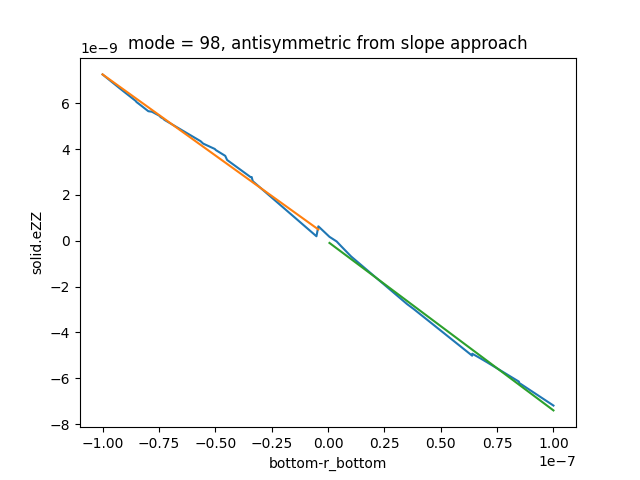 1e−9
mode = 98, antisymmetric from slope approach
6
4
2
0
−2
−4
−6
−8
solid.eZZ
−1.00 −0.75 −0.50 −0.25 0.00 0.25 0.50 0.75 1.00
bottom-r_bottom
1e−7